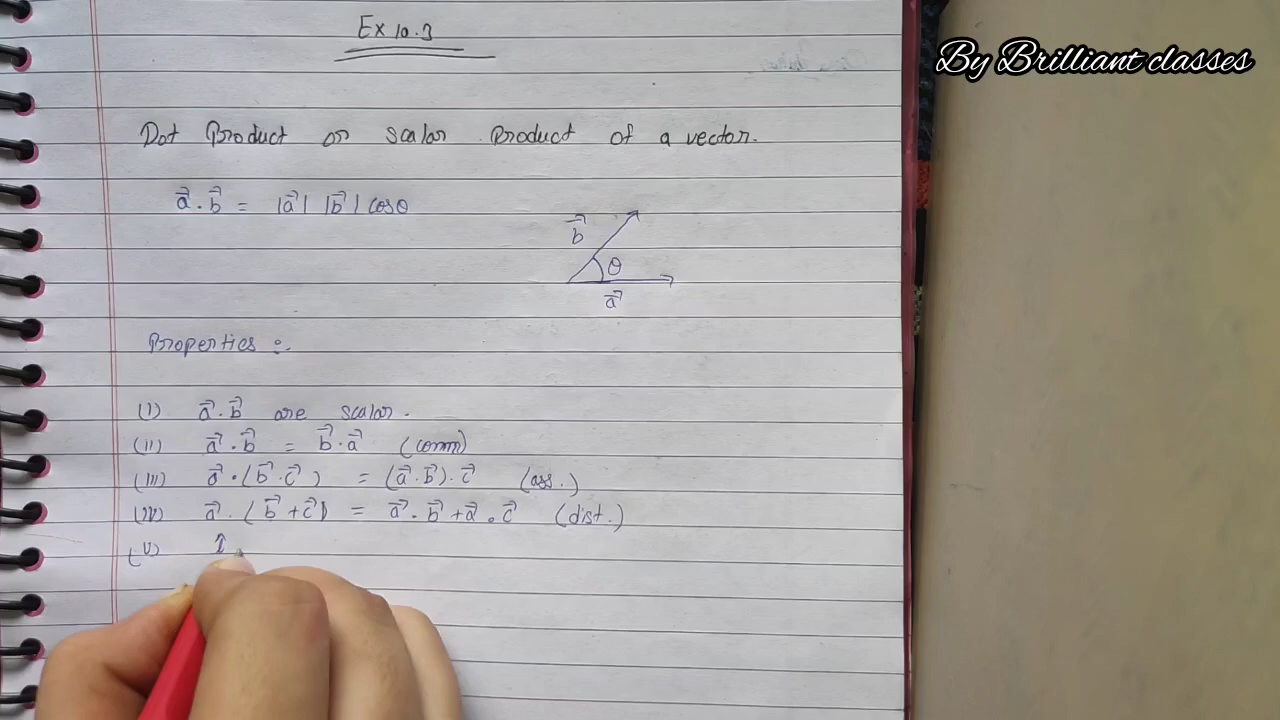 Ex 10.3
By Brilliant classes
Dot Product or scalar product of a vector.
a⃗ . b⃗ = |a⃗| |b⃗| cosθ
b⃗
θ
a⃗
Properties :-
(I) a⃗ . b⃗ are scalar .
(II) a⃗ . b⃗ = b⃗ . a⃗ (comm)
(III) a⃗ . (b⃗ . c⃗) = (a⃗ . b⃗) . c⃗ (ass.)
(IV) a⃗ . (b⃗ + c⃗) = a⃗ . b⃗ + a⃗ . c⃗ (dist.)
(V) î